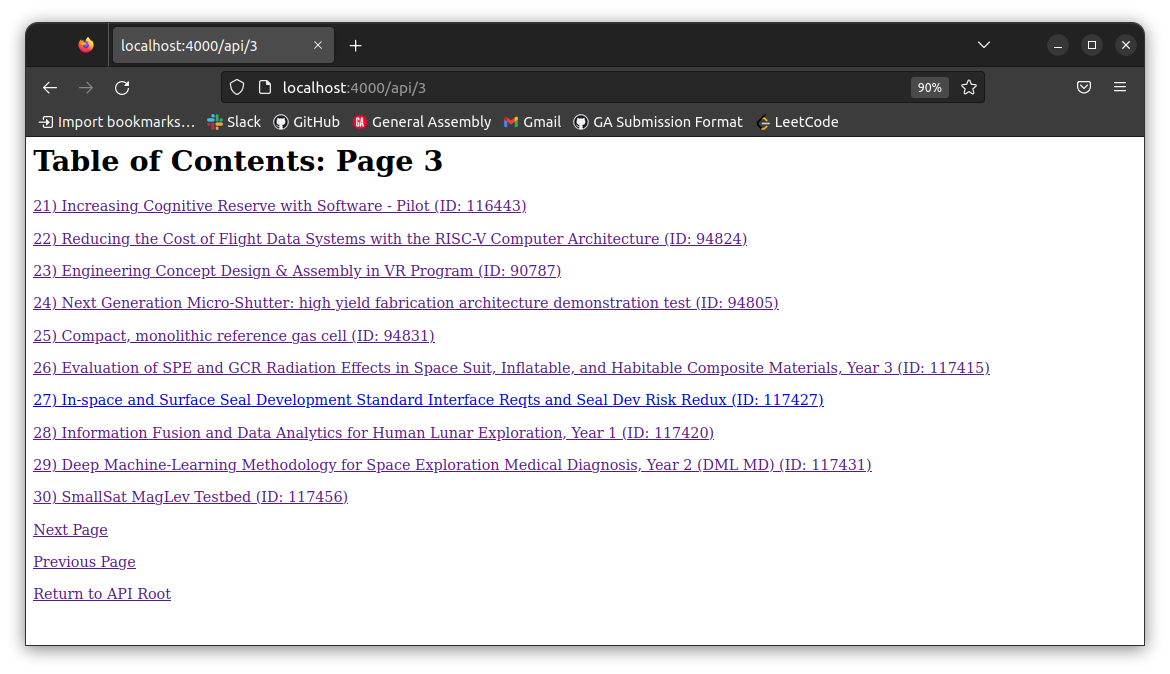 localhost:4000/api/3
localhost:4000/api/3
90%
Import bookmarks… Slack GitHub General Assembly Gmail GA Submission Format LeetCode
Table of Contents: Page 3
21) Increasing Cognitive Reserve with Software - Pilot (ID: 116443)
22) Reducing the Cost of Flight Data Systems with the RISC-V Computer Architecture (ID: 94824)
23) Engineering Concept Design & Assembly in VR Program (ID: 90787)
24) Next Generation Micro-Shutter: high yield fabrication architecture demonstration test (ID: 94805)
25) Compact, monolithic reference gas cell (ID: 94831)
26) Evaluation of SPE and GCR Radiation Effects in Space Suit, Inflatable, and Habitable Composite Materials, Year 3 (ID: 117415)
27) In-space and Surface Seal Development Standard Interface Reqts and Seal Dev Risk Redux (ID: 117427)
28) Information Fusion and Data Analytics for Human Lunar Exploration, Year 1 (ID: 117420)
29) Deep Machine-Learning Methodology for Space Exploration Medical Diagnosis, Year 2 (DML MD) (ID: 117431)
30) SmallSat MagLev Testbed (ID: 117456)
Next Page
Previous Page
Return to API Root